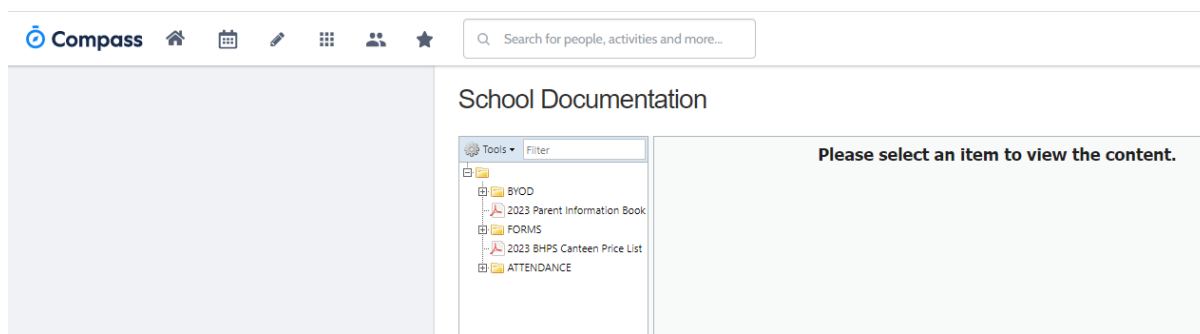 Compass
Search for people, activities and more...
School Documentation
Tools
Filter
Please select an item to view the content.
BYOD
2023 Parent Information Book
FORMS
2023 BHPS Canteen Price List
ATTENDANCE